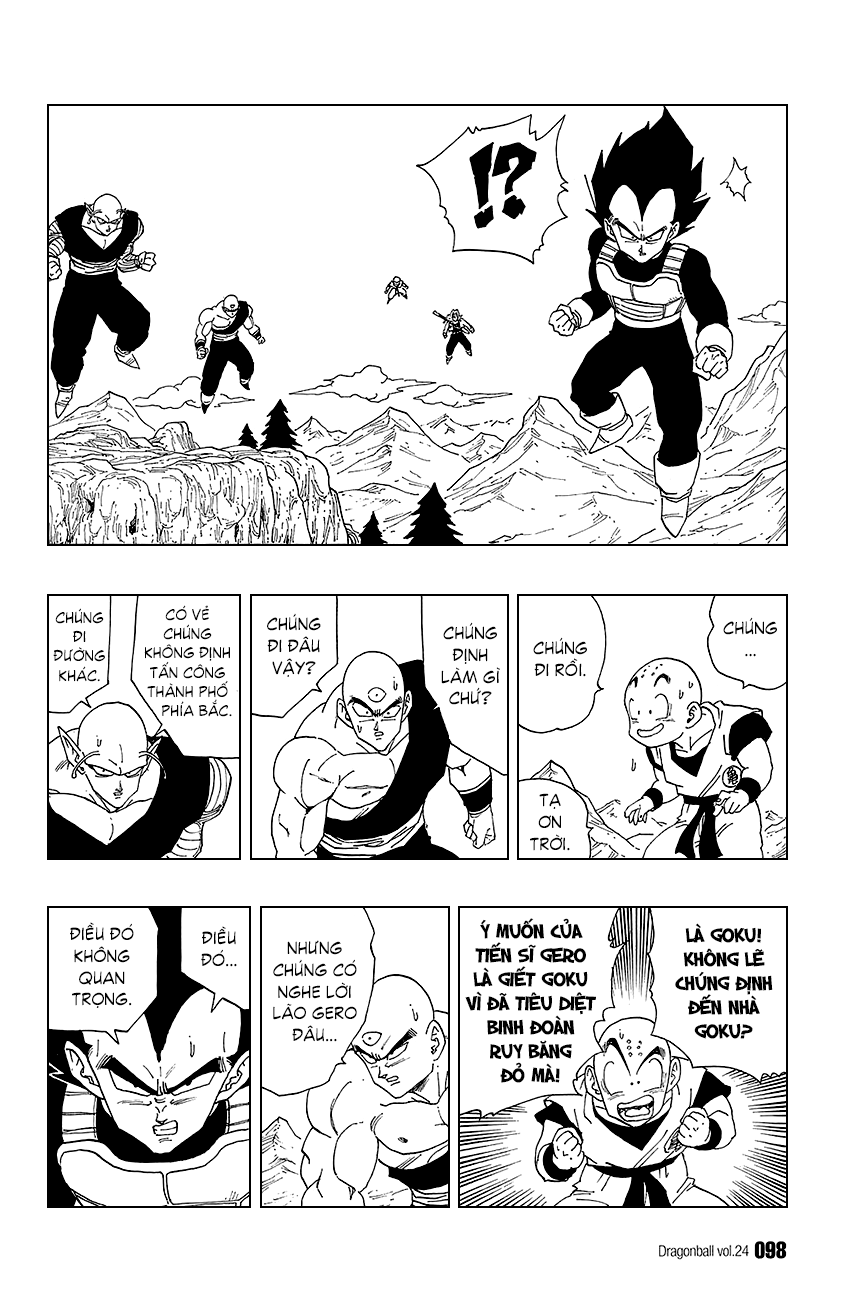 !?
CHÚNG
...
CHÚNG
ĐI RỒI.
TẠ
ƠN
TRỜI.
CHÚNG
ĐỊNH
LÀM GÌ
CHỨ?
CHÚNG
ĐI ĐÂU
VẬY?
CÓ VẺ
CHÚNG
KHÔNG ĐỊNH
TẤN CÔNG
THÀNH PHỐ
PHÍA BẮC.
CHÚNG
ĐI
ĐƯỜNG
KHÁC.
LÀ GOKU!
KHÔNG LẼ
CHÚNG ĐỊNH
ĐẾN NHÀ
GOKU?
Ý MUỐN CỦA
TIẾN SĨ GERO
LÀ GIẾT GOKU
VÌ ĐÃ TIÊU DIỆT
BINH ĐOÀN
RUY BĂNG
ĐỎ MÀ!
NHƯNG
CHÚNG CÓ
NGHE LỜI
LÃO GERO
ĐÂU...
ĐIỀU
ĐÓ...
ĐIỀU ĐÓ
KHÔNG
QUAN
TRỌNG.
Dragonball vol.24 098